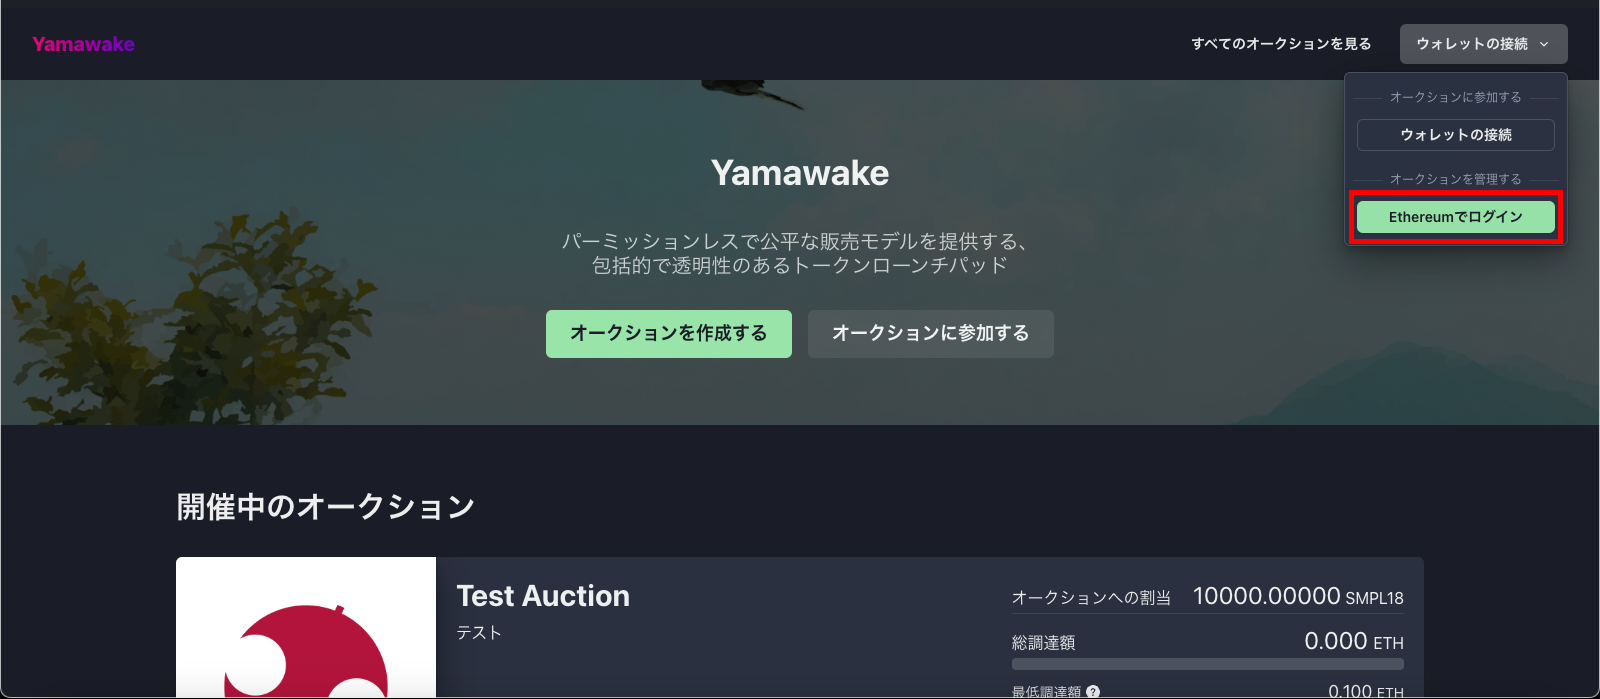 Yamawake
すべてのオークションを見る
ウォレットの接続
オークションに参加する
ウォレットの接続
オークションを管理する
Ethereumでログイン
Yamawake
パーミッションレスで公平な販売モデルを提供する、
包括的で透明性のあるトークンローンチパッド
オークションを作成する
オークションに参加する
開催中のオークション
Test Auction
テスト
オークションへの割当 10000.00000 SMPL18
総調達額 0.000 ETH
最低調達額 ? 0.100 ETH